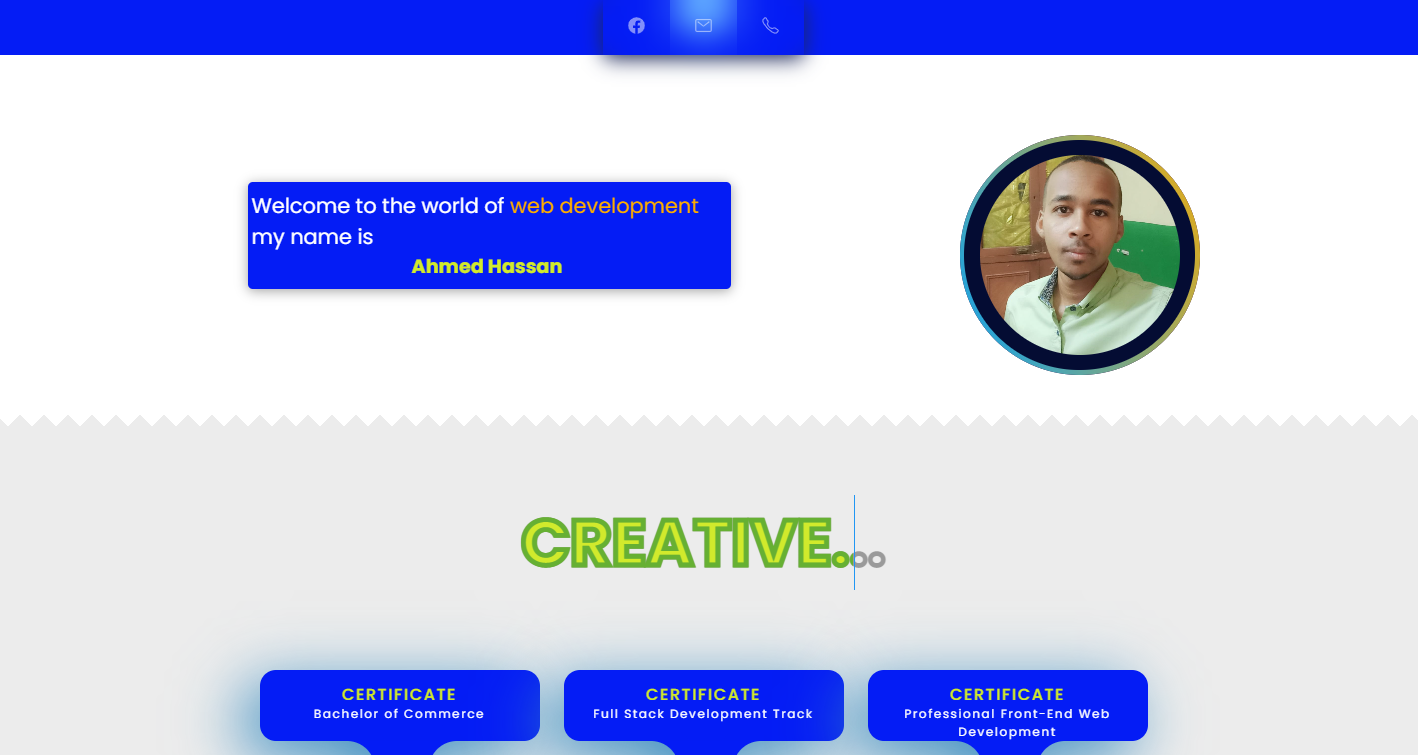 Welcome to the world of web development
my name is
Ahmed Hassan
CREATIVE...
CERTIFICATE
Bachelor of Commerce
CERTIFICATE
Full Stack Development Track
CERTIFICATE
Professional Front-End Web
Development